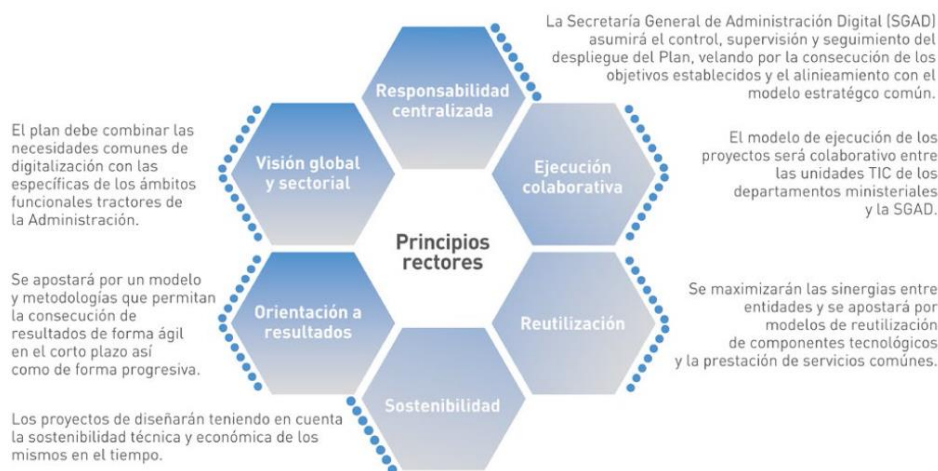 La Secretaría General de Administración Digital (SGAD)
asumirá el control, supervisión y seguimiento del
despliegue del Plan, velando por la consecución de los
objetivos establecidos y el alinieamiento con el
modelo estratégco común.
Responsabilidad
centralizada
El plan debe combinar las
necesidades comunes de
digitalización con las
específicas de los ámbitos
funcionales tractores de
la Administración.
Visión global
y sectorial
Ejecución
colaborativa
El modelo de ejecución de los
proyectos será colaborativo entre
las unidades TIC de los
departamentos ministeriales
y la SGAD.
Principios
rectores
Se apostará por un modelo
y metodologías que permitan
la consecución de
resultados de forma ágil
en el corto plazo así
como de forma progresiva.
Orientación a
resultados
Reutilización
Se maximizarán las sinergias entre
entidades y se apostará por
modelos de reutilización
de componentes tecnológicos
y la prestación de servicios comúnes.
Sostenibilidad
Los proyectos de diseñarán teniendo en cuenta
la sostenibilidad técnica y económica de los
mismos en el tiempo.